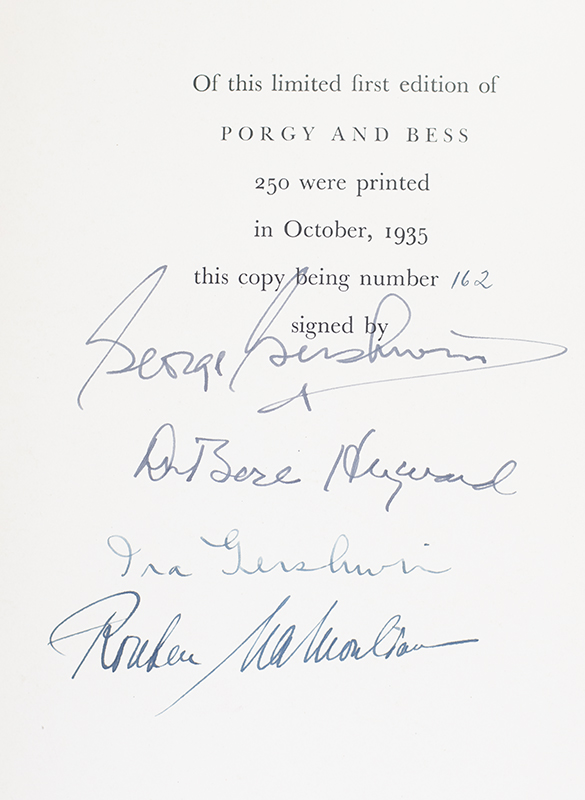 Of this limited first edition of
PORGY AND BESS
250 were printed
in October, 1935
this copy being number 162
signed by
George Gershwin
DuBose Heyward
Ira Gershwin
Rouben Mamoulian